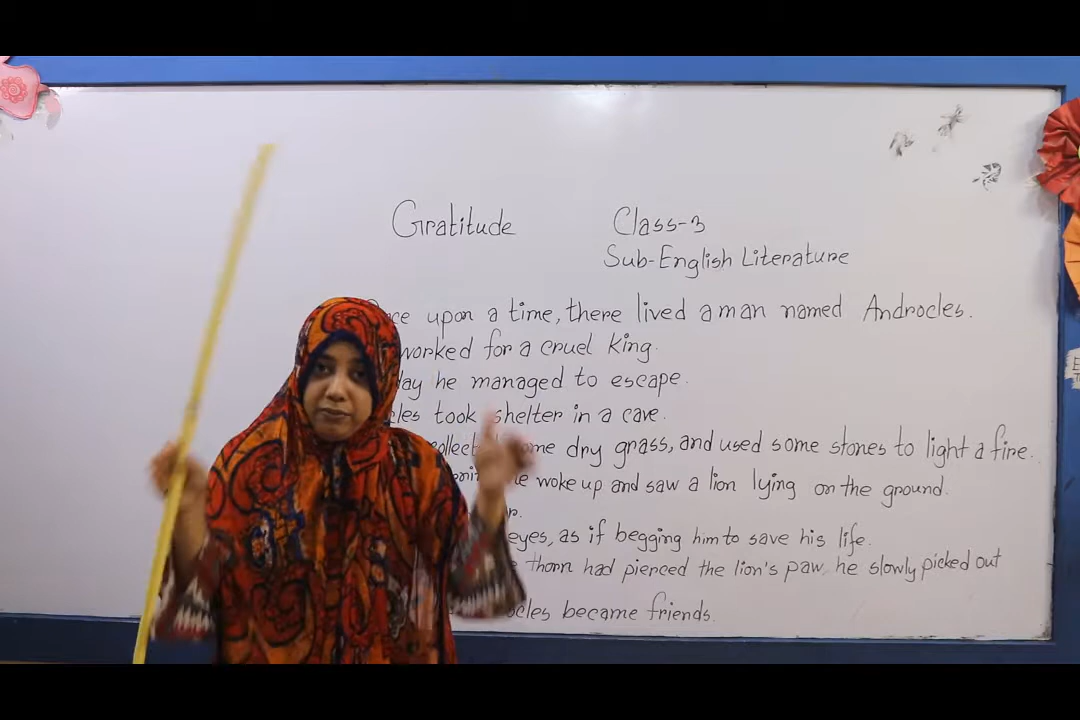 Gratitude Class-3
Sub-English Literature
upon a time, there lived a man named Androcles.
worked for a cruel king.
day he managed to escape.
took shelter in a cave.
dry grass, and used some stones to light a fire.
woke up and saw a lion lying on the ground.
eyes, as if begging him to save his life.
thorn had pierced the lion's paw, he slowly picked out
became friends.